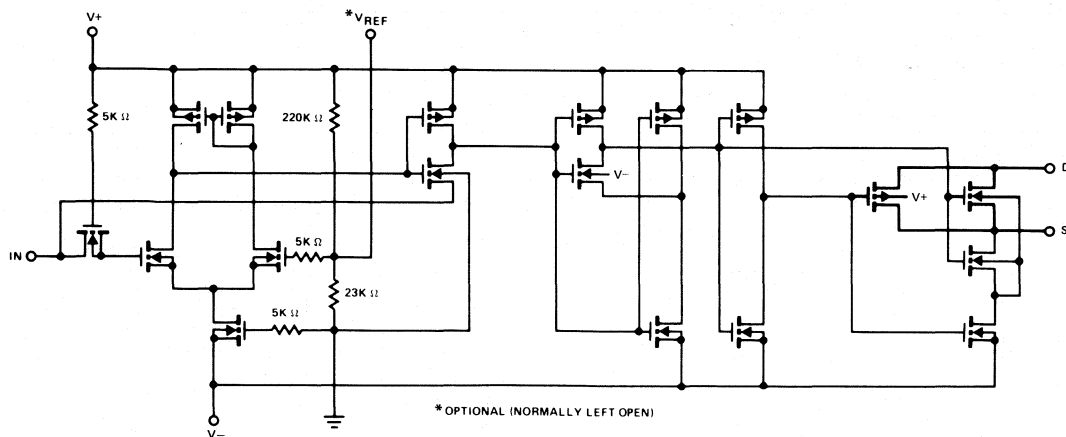 V+
*VREF
5K Ω
220K Ω
V−
D
V+
S
IN
5K Ω
23K Ω
5K Ω
*OPTIONAL (NORMALLY LEFT OPEN)
V−